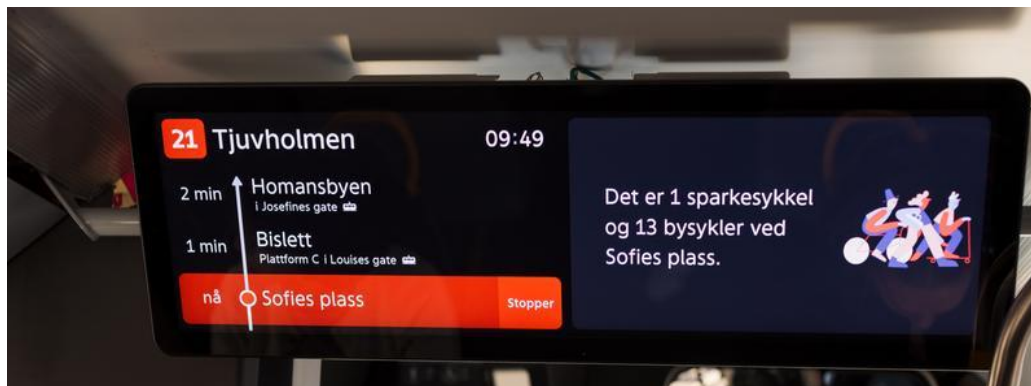 21 Tjuvholmen 09:49
2 min Homansbyen
i Josefines gate
1 min Bislett
Plattform C i Louises gate
nå Sofies plass Stopper
Det er 1 sparkesykkel
og 13 bysykler ved
Sofies plass.